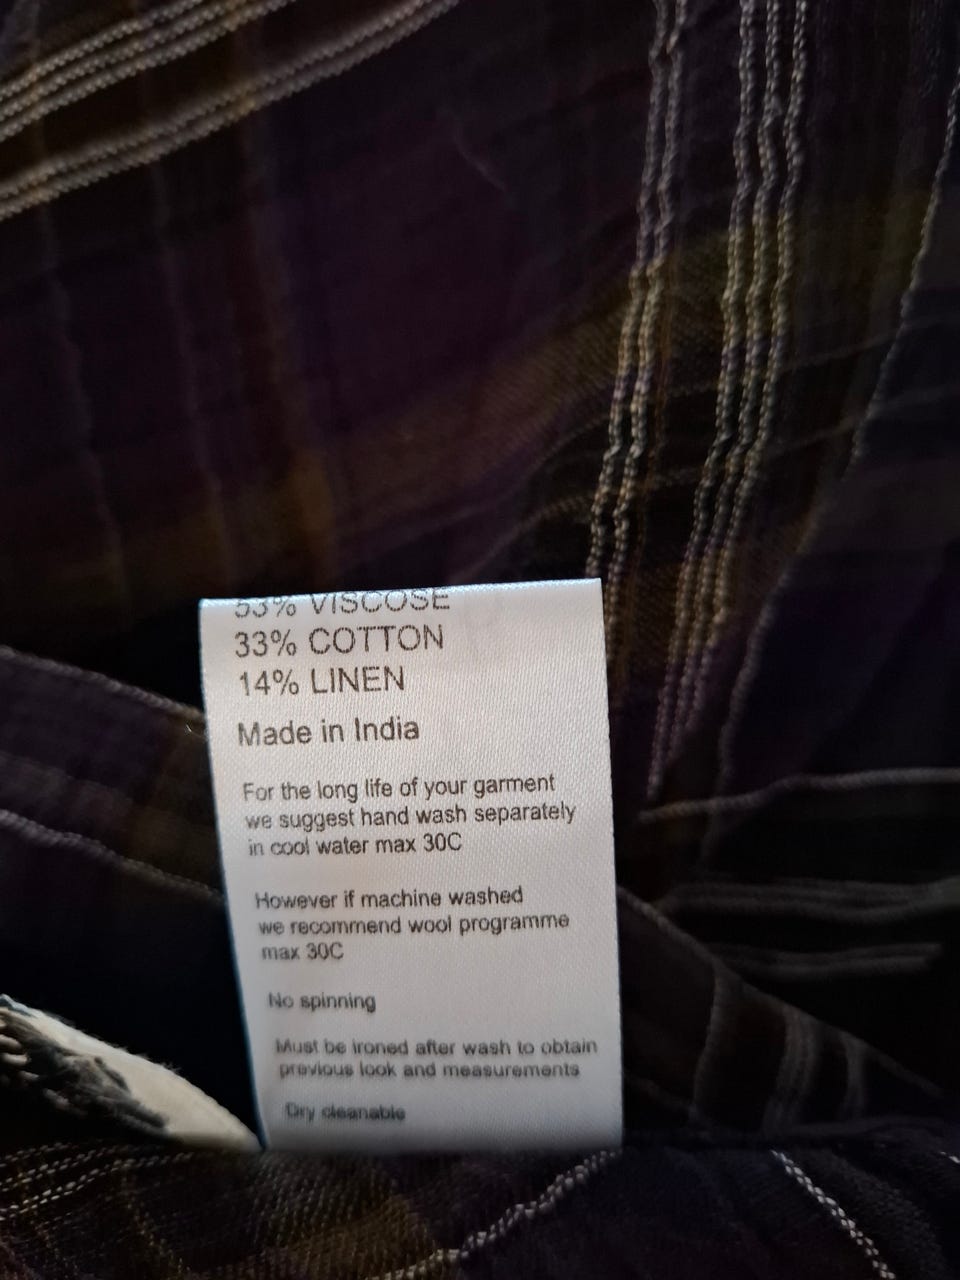 53% VISCOSE
33% COTTON
14% LINEN
Made in India
For the long life of your garment
we suggest hand wash separately
in cool water max 30C
However if machine washed
we recommend wool programme
max 30C
No spinning
Must be ironed after wash to obtain
previous look and measurements
Dry cleanable